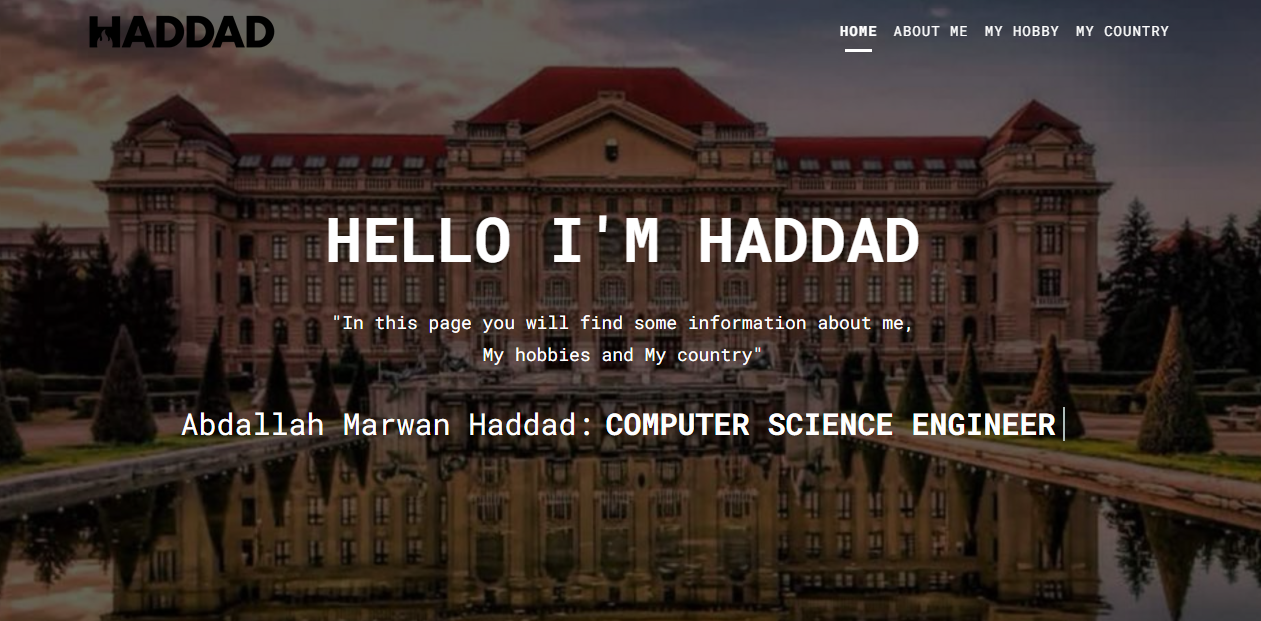 HADDAD
HOME ABOUT ME MY HOBBY MY COUNTRY
HELLO I'M HADDAD
"In this page you will find some information about me,
My hobbies and My country"
Abdallah Marwan Haddad: COMPUTER SCIENCE ENGINEER